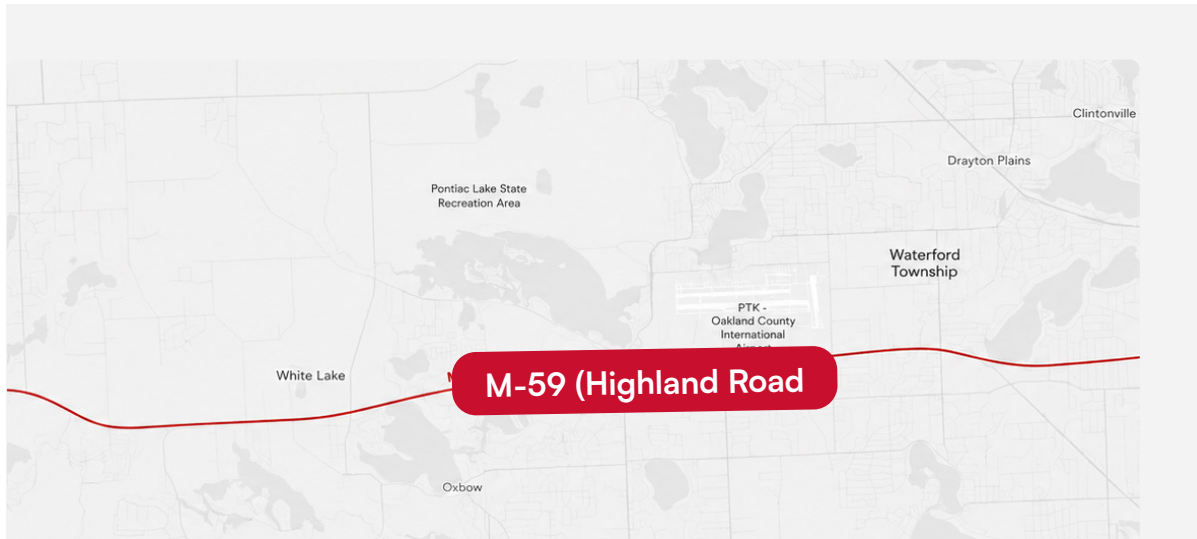 Clintonville
Drayton Plains
Pontiac Lake State
Recreation Area
Waterford
Township
PTK -
Oakland County
International
Airport
White Lake
M-59 (Highland Road
Oxbow